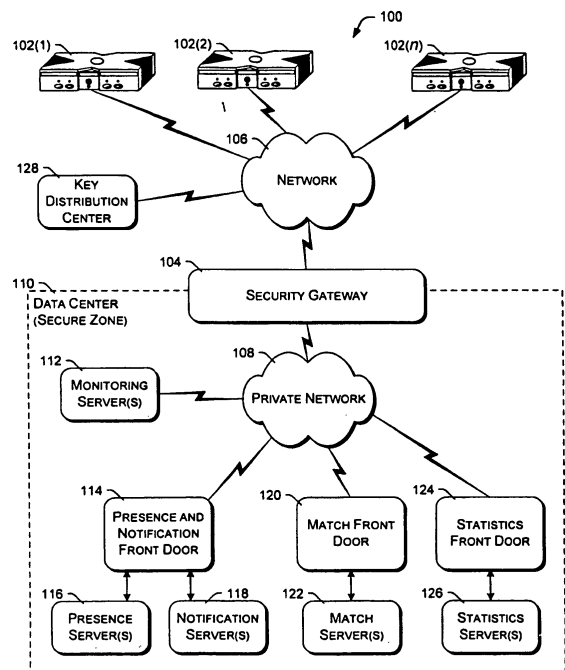 100
102(1)
102(2)
102(n)
106
NETWORK
128
KEY
DISTRIBUTION
CENTER
104
SECURITY GATEWAY
110
DATA CENTER
(SECURE ZONE)
108
PRIVATE NETWORK
112
MONITORING
SERVER(S)
114
PRESENCE AND
NOTIFICATION
FRONT DOOR
120
MATCH FRONT
DOOR
124
STATISTICS
FRONT DOOR
116
PRESENCE
SERVER(S)
118
NOTIFICATION
SERVER(S)
122
MATCH
SERVER(S)
126
STATISTICS
SERVER(S)